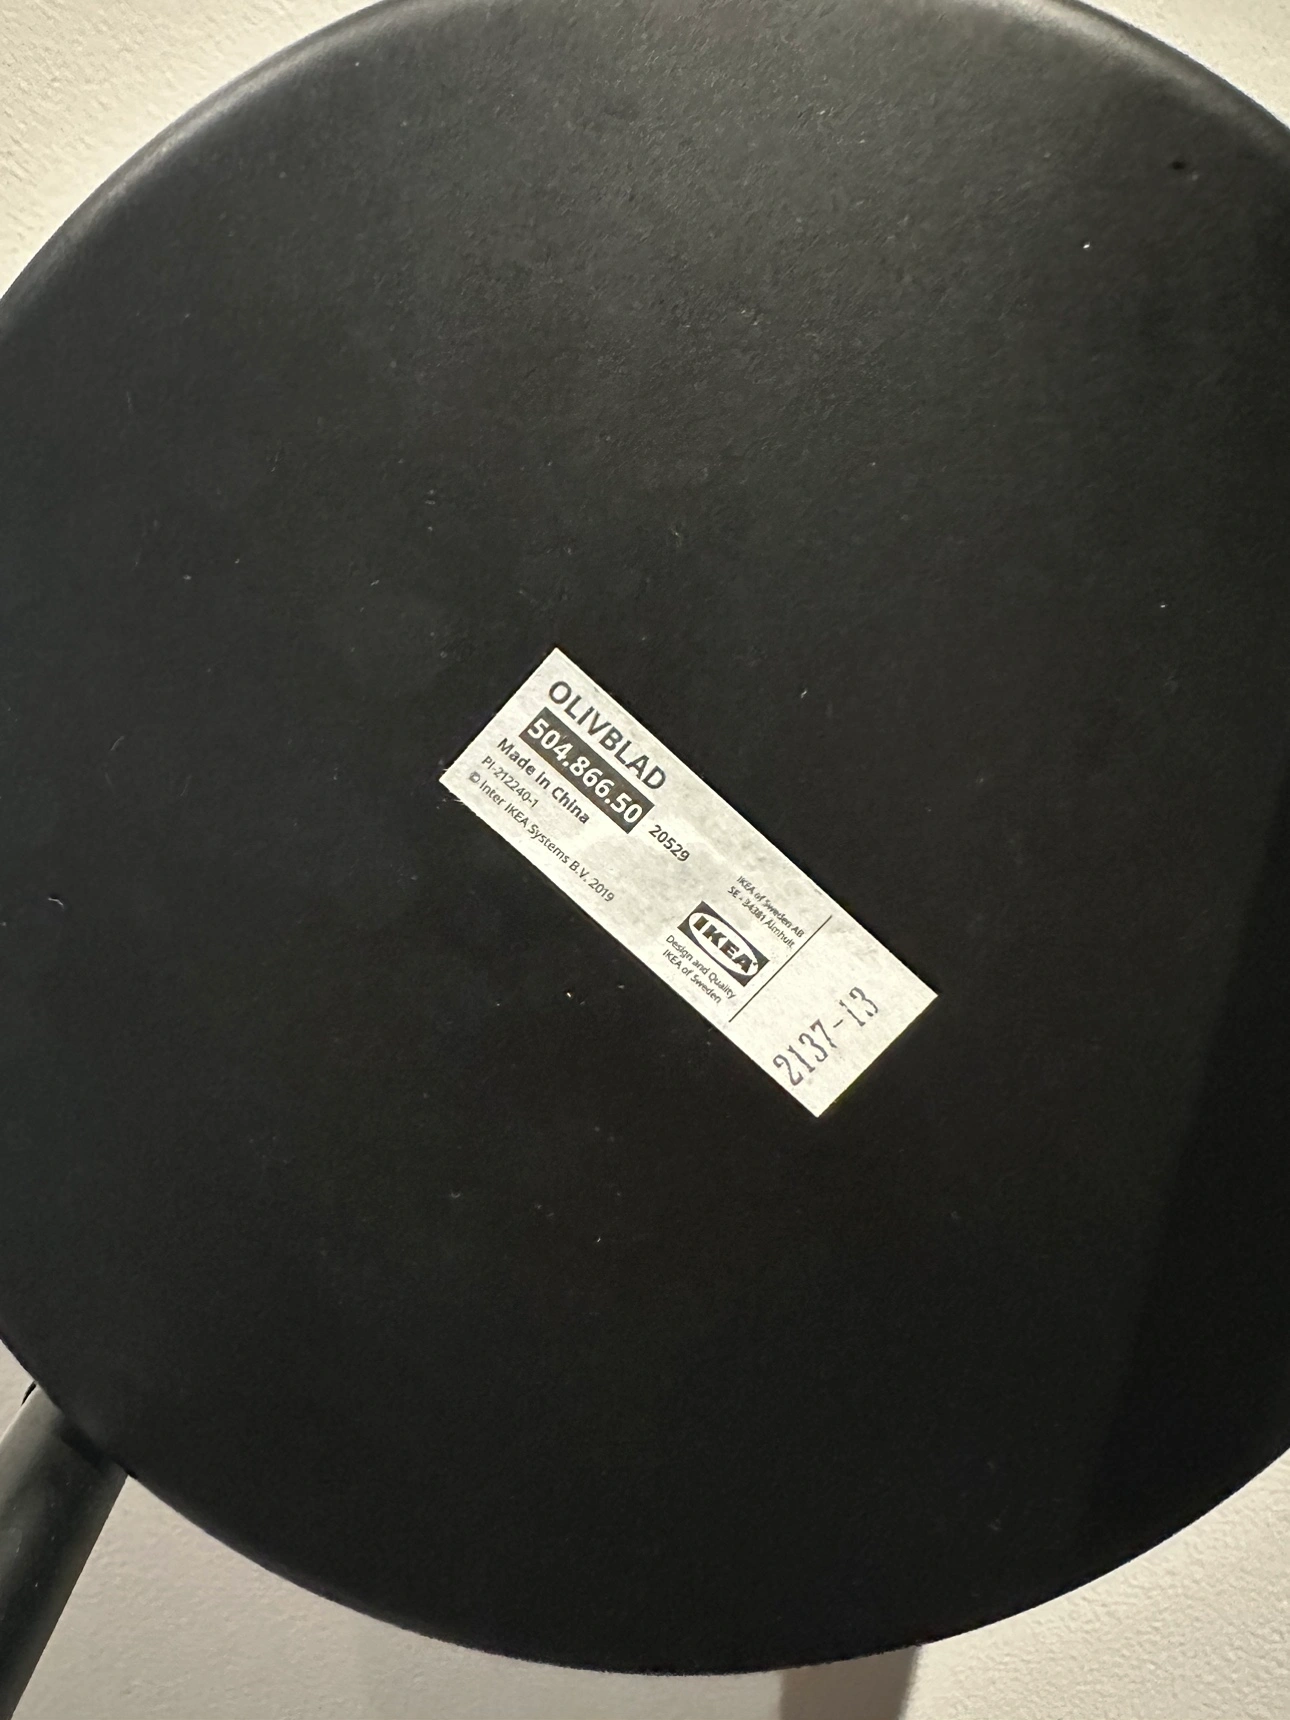 OLIVBLAD
504.866.50 20529
Made in China
PI-212240-1
© Inter IKEA Systems B.V. 2019
IKEA of Sweden AB
SE - 34381 Älmhult
IKEA
Design and Quality
IKEA of Sweden
2137-13